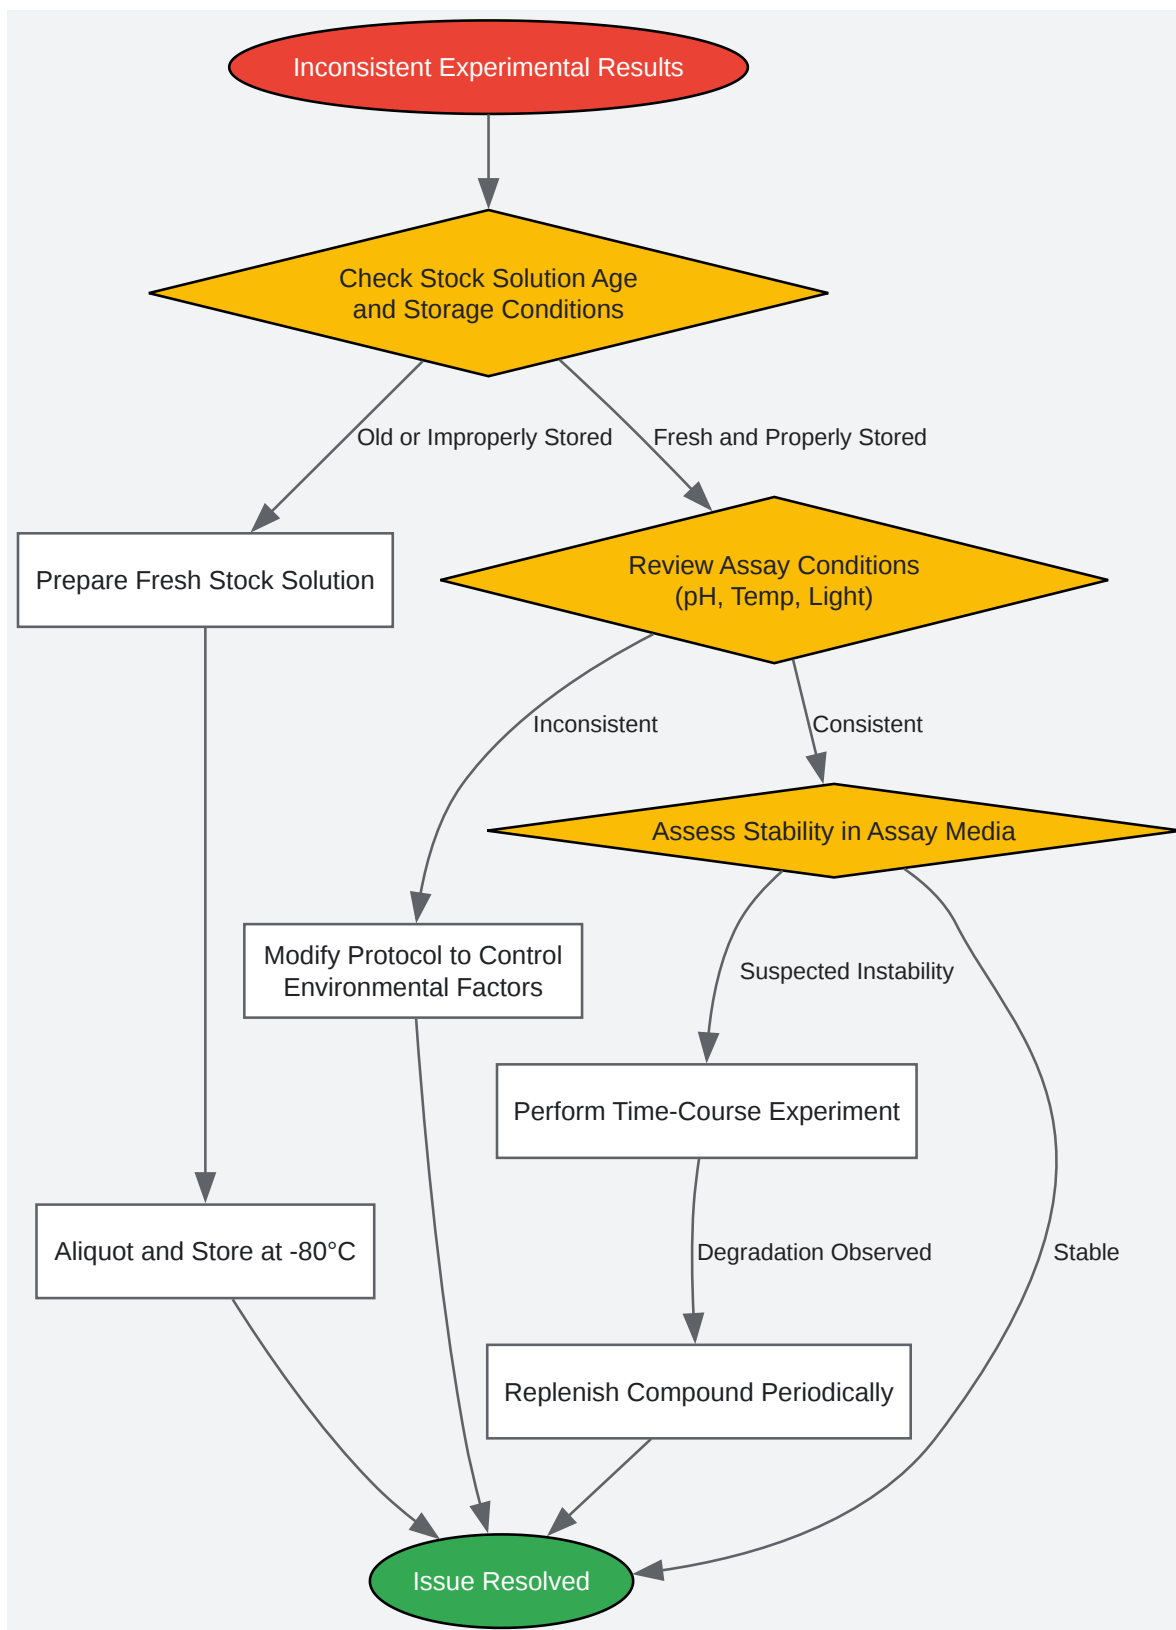 Inconsistent Experimental Results
Check Stock Solution Age
and Storage Conditions
Old or Improperly Stored
Fresh and Properly Stored
Prepare Fresh Stock Solution
Review Assay Conditions
(pH, Temp, Light)
Inconsistent
Consistent
Assess Stability in Assay Media
Modify Protocol to Control
Environmental Factors
Suspected Instability
Perform Time-Course Experiment
Aliquot and Store at -80°C
Degradation Observed
Stable
Replenish Compound Periodically
Issue Resolved